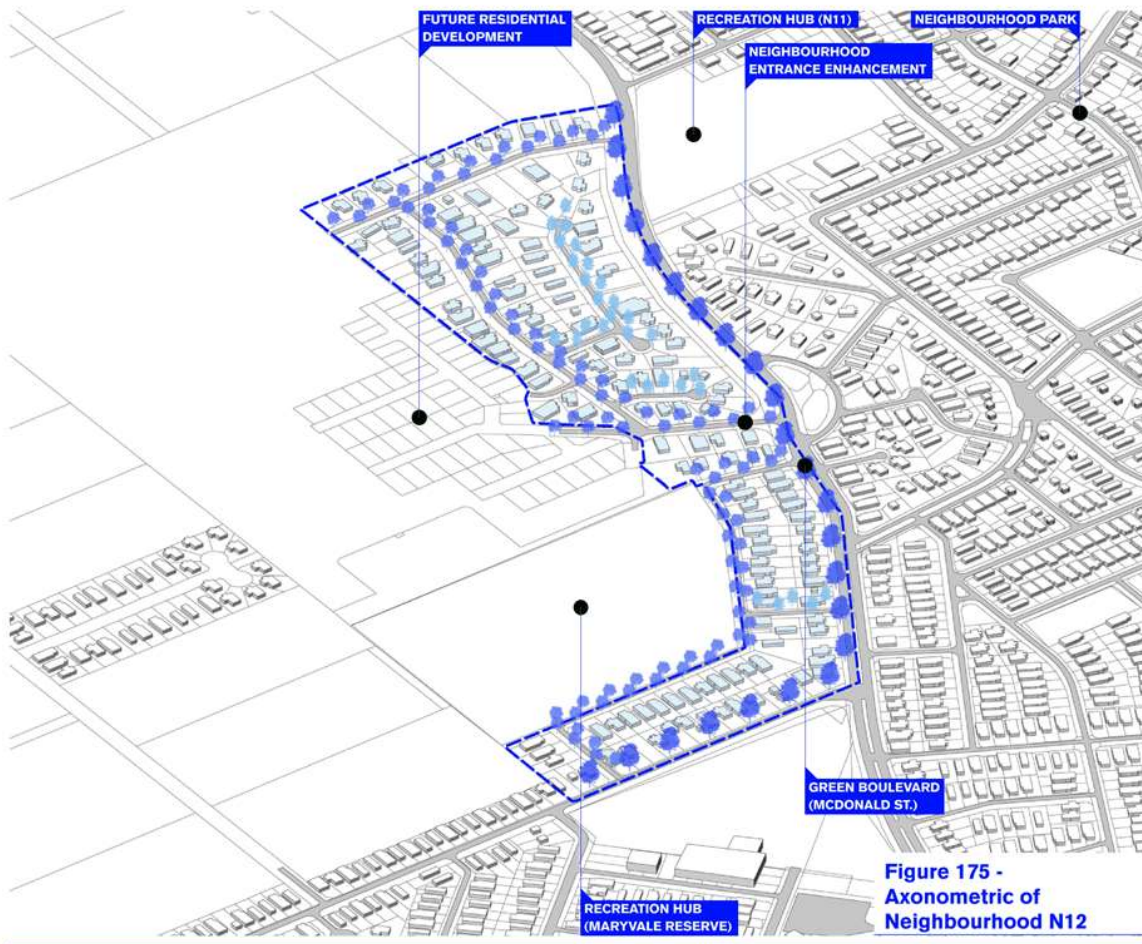 FUTURE RESIDENTIAL
DEVELOPMENT
RECREATION HUB (N11)
NEIGHBOURHOOD PARK
NEIGHBOURHOOD
ENTRANCE ENHANCEMENT
GREEN BOULEVARD
(MCDONALD ST.)
RECREATION HUB
(MARYVALE RESERVE)
Figure 175 -
Axonometric of
Neighbourhood N12